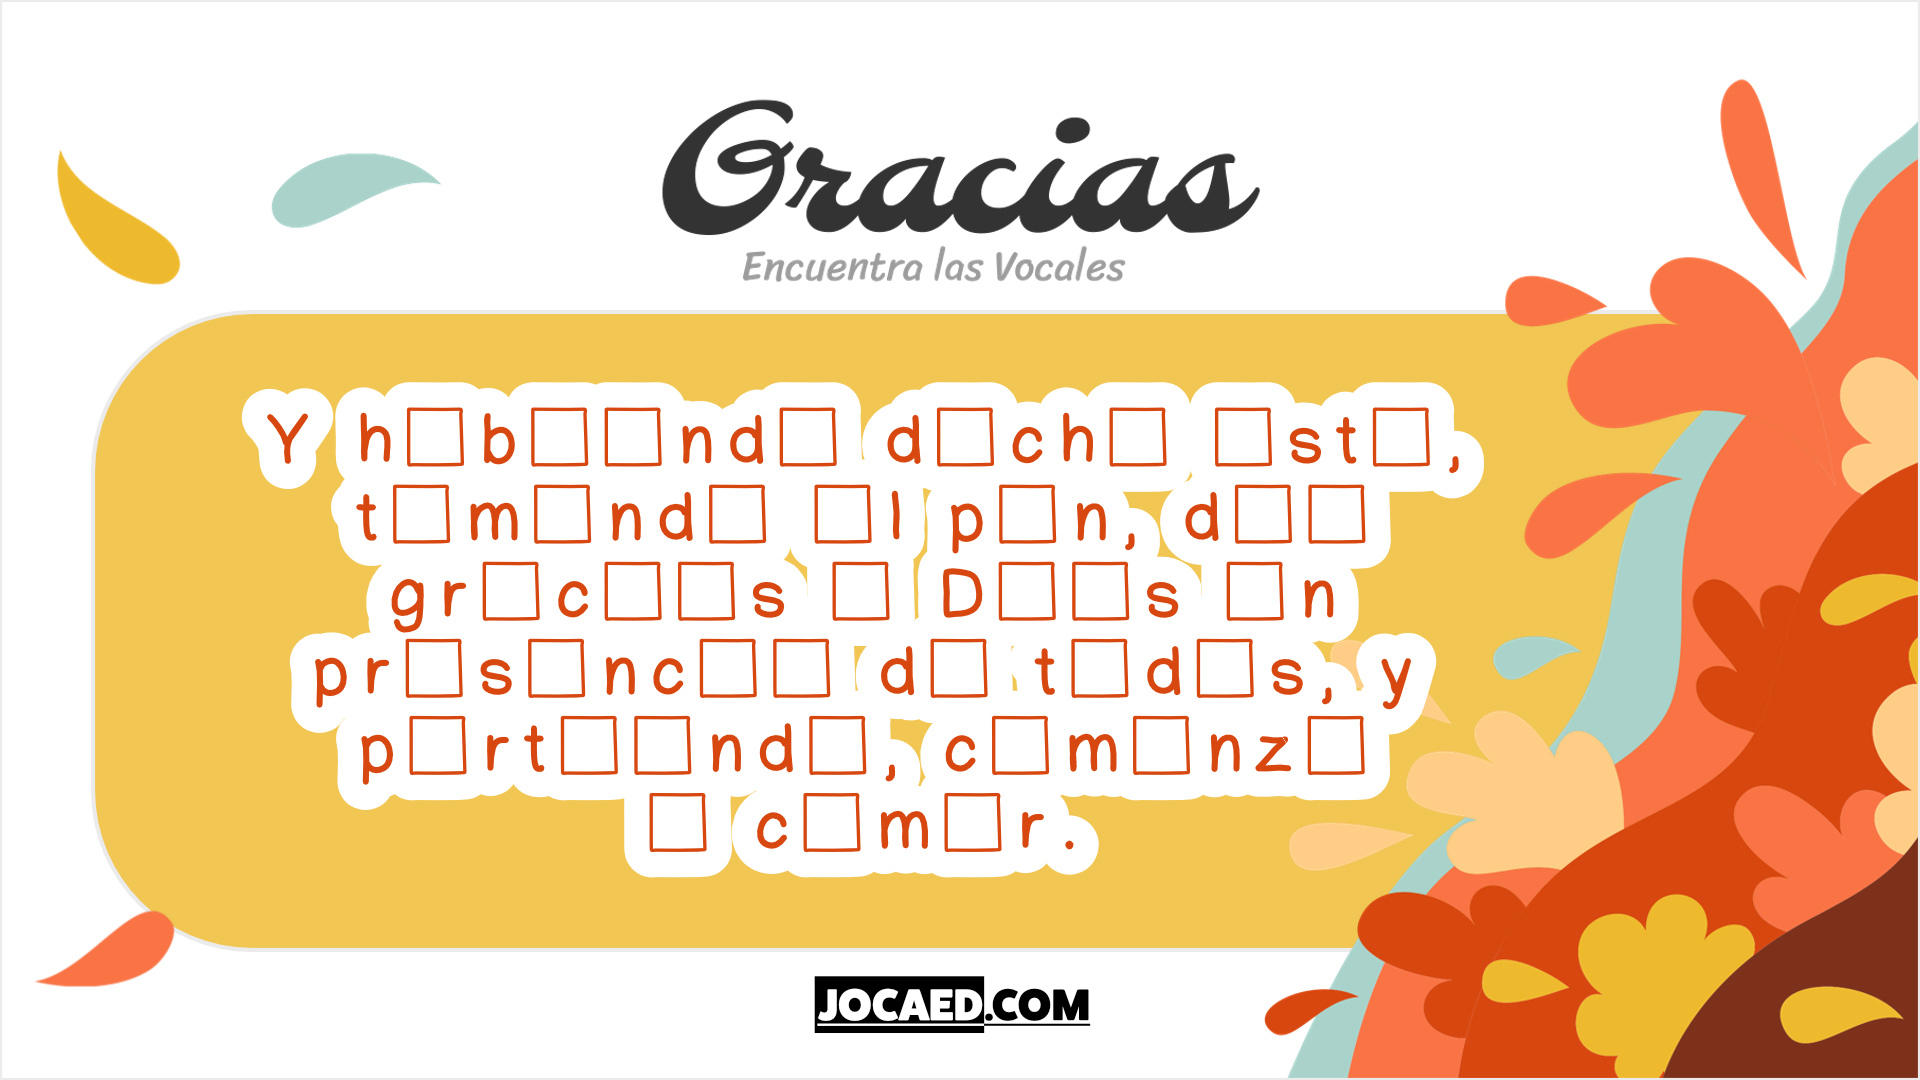 Gracias
Encuentra las Vocales
Y h□b□□nd□ d□ch□ □st□,
t□m□nd□ □l p□n, d□□
gr□c□□s □ D□□s □n
pr□s□nc□□ d□ t□d□s, y
p□rt□□nd□, c□m□nz□
□ c□m□r.
JOCAED.COM